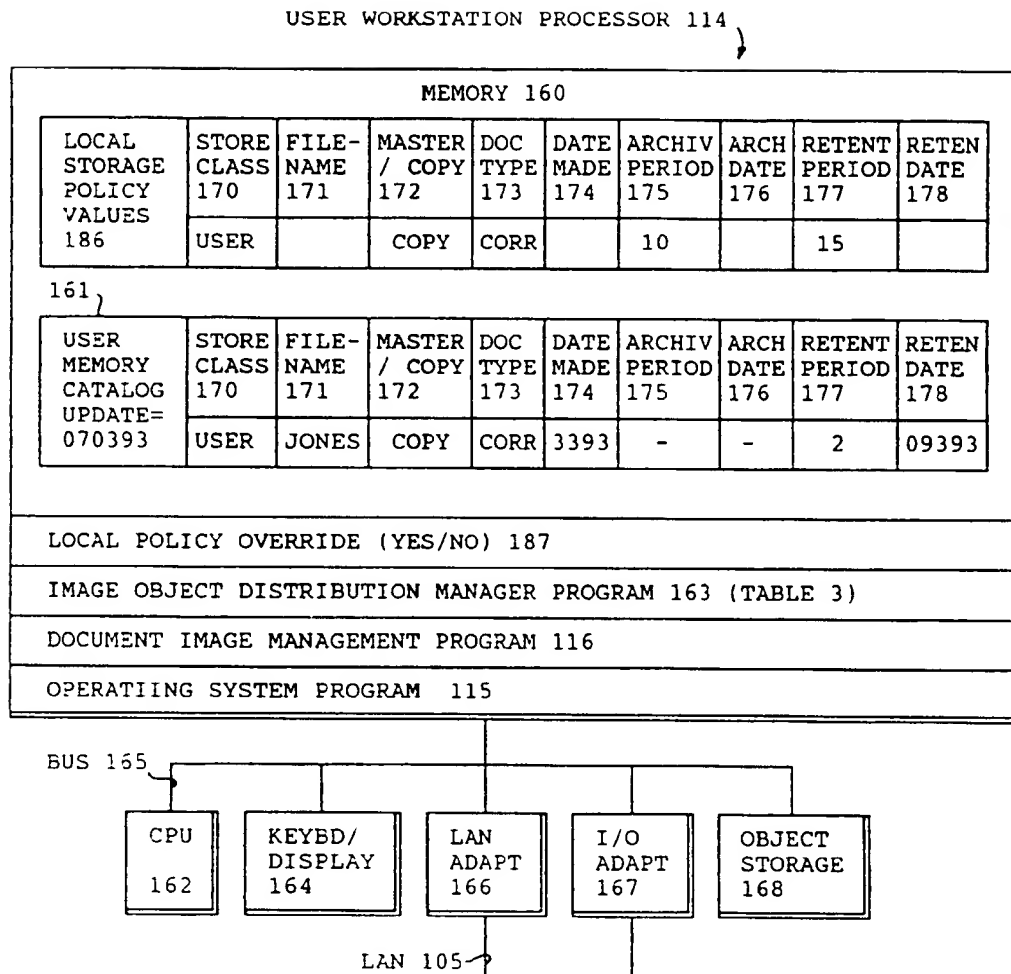 USER WORKSTATION PROCESSOR 114
MEMORY 160
LOCAL STORAGE POLICY VALUES 186
STORE CLASS 170
FILE- NAME 171
MASTER / COPY 172
DOC TYPE 173
DATE MADE 174
ARCHIV PERIOD 175
ARCH DATE 176
RETENT PERIOD 177
RETEN DATE 178
USER COPY CORR 10 15
161
USER MEMORY CATALOG UPDATE= 070393
STORE CLASS 170
FILE- NAME 171
MASTER / COPY 172
DOC TYPE 173
DATE MADE 174
ARCHIV PERIOD 175
ARCH DATE 176
RETENT PERIOD 177
RETEN DATE 178
USER JONES COPY CORR 3393 - - 2 09393
LOCAL POLICY OVERRIDE (YES/NO) 187
IMAGE OBJECT DISTRIBUTION MANAGER PROGRAM 163 (TABLE 3)
DOCUMENT IMAGE MANAGEMENT PROGRAM 116
OPERATIING SYSTEM PROGRAM 115
BUS 165
CPU 162
KEYBD/ DISPLAY 164
LAN ADAPT 166
I/O ADAPT 167
OBJECT STORAGE 168
LAN 105